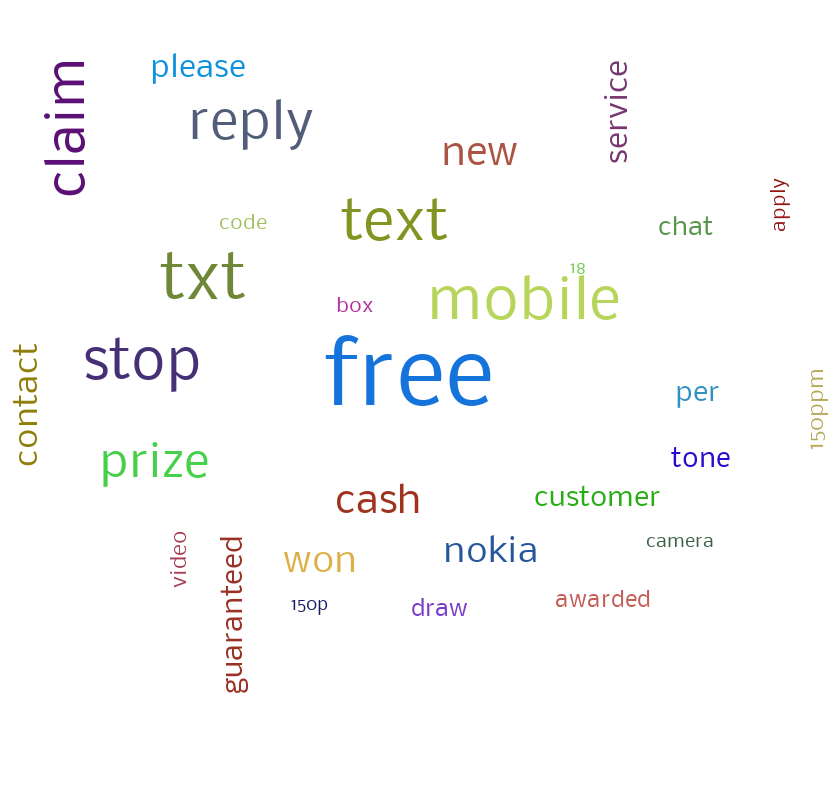 claim
please
service
reply
new
apply
text
code
chat
txt
18
mobile
box
stop
free
contact
per
150ppm
prize
tone
cash
customer
video
guaranteed
won
nokia
camera
150p
draw
awarded